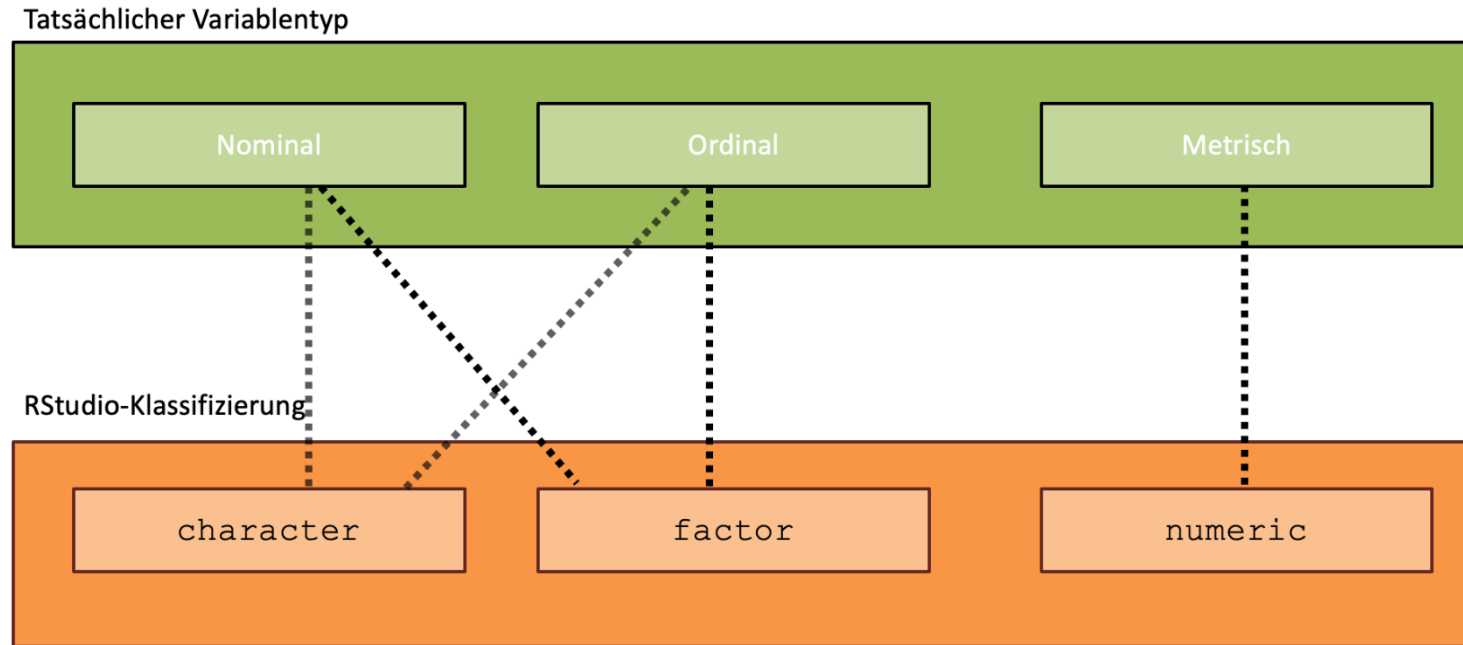 Tatsächlicher Variablentyp
Nominal
Ordinal
Metrisch
RStudio-Klassifizierung
character
factor
numeric